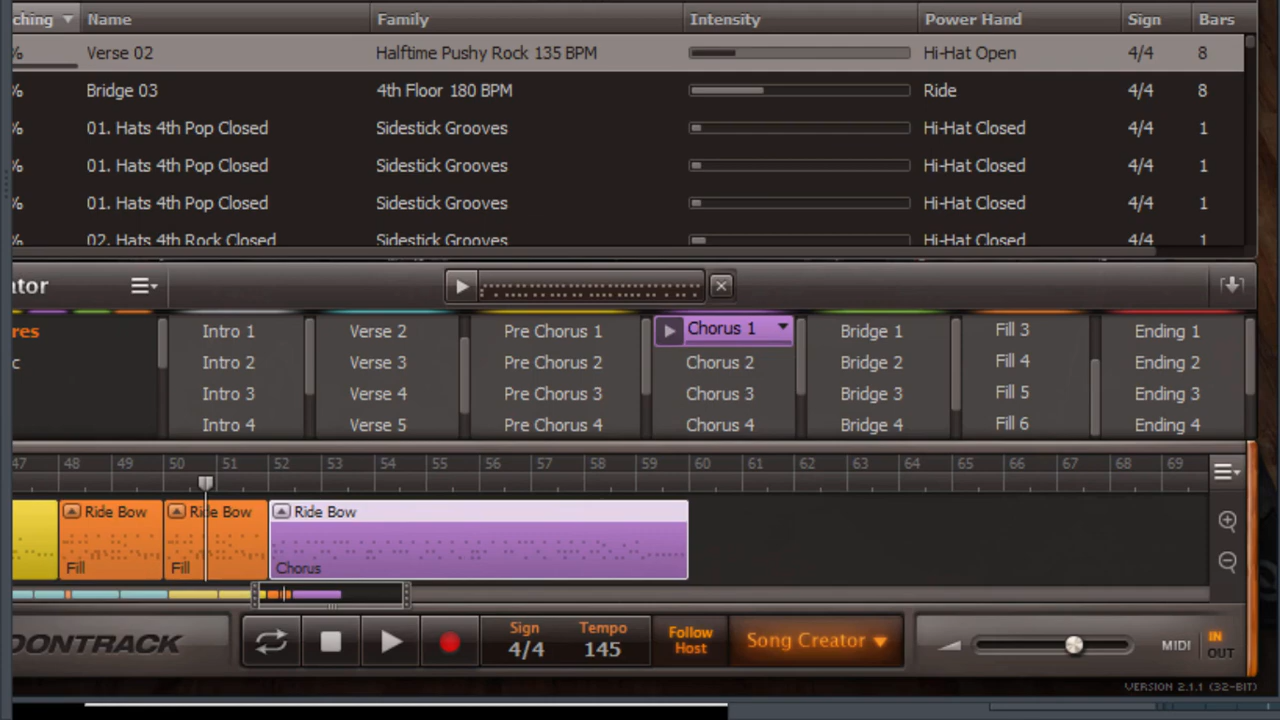 ching Name Family Intensity Power Hand Sign Bars
% Verse 02 Halftime Pushy Rock 135 BPM Hi-Hat Open 4/4 8
% Bridge 03 4th Floor 180 BPM Ride 4/4 8
% 01. Hats 4th Pop Closed Sidestick Grooves Hi-Hat Closed 4/4 1
% 01. Hats 4th Pop Closed Sidestick Grooves Hi-Hat Closed 4/4 1
% 01. Hats 4th Pop Closed Sidestick Grooves Hi-Hat Closed 4/4 1
02. Hats 4th Rock Closed Sidestick Grooves Hi-Hat Closed 4/4 1
ator
res Intro 1 Verse 2 Pre Chorus 1 Chorus 1 Bridge 1 Fill 3 Ending 1
c Intro 2 Verse 3 Pre Chorus 2 Chorus 2 Bridge 2 Fill 4 Ending 2
Intro 3 Verse 4 Pre Chorus 3 Chorus 3 Bridge 3 Fill 5 Ending 3
Intro 4 Verse 5 Pre Chorus 4 Chorus 4 Bridge 4 Fill 6 Ending 4
47 48 49 50 51 52 53 54 55 56 57 58 59 60 61 62 63 64 65 66 67 68 69
Ride Bow Ride Bow Ride Bow
Fill Fill Chorus
OONTRACK Sign Tempo Follow Host Song Creator MIDI IN
4/4 145 OUT
VERSION 2.1.1 (32-BIT)